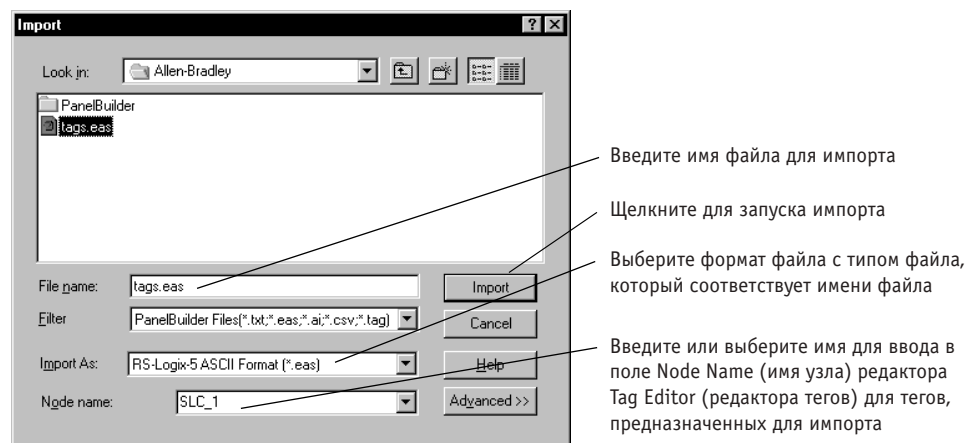 Import
Look in:
Allen-Bradley
PanelBuilder
tags.eas
File name:
tags.eas
Import
Filter
PanelBuilder Files(*.txt;*.eas;*.ai;*.csv;*.tag)
Cancel
Import As:
RS-Logix-5 ASCII Format (*.eas)
Help
Node name:
SLC_1
Advanced >>
Введите имя файла для импорта
Щелкните для запуска импорта
Выберите формат файла с типом файла,
который соответствует имени файла
Введите или выберите имя для ввода в
поле Node Name (имя узла) редактора
Tag Editor (редактора тегов) для тегов,
предназначенных для импорта